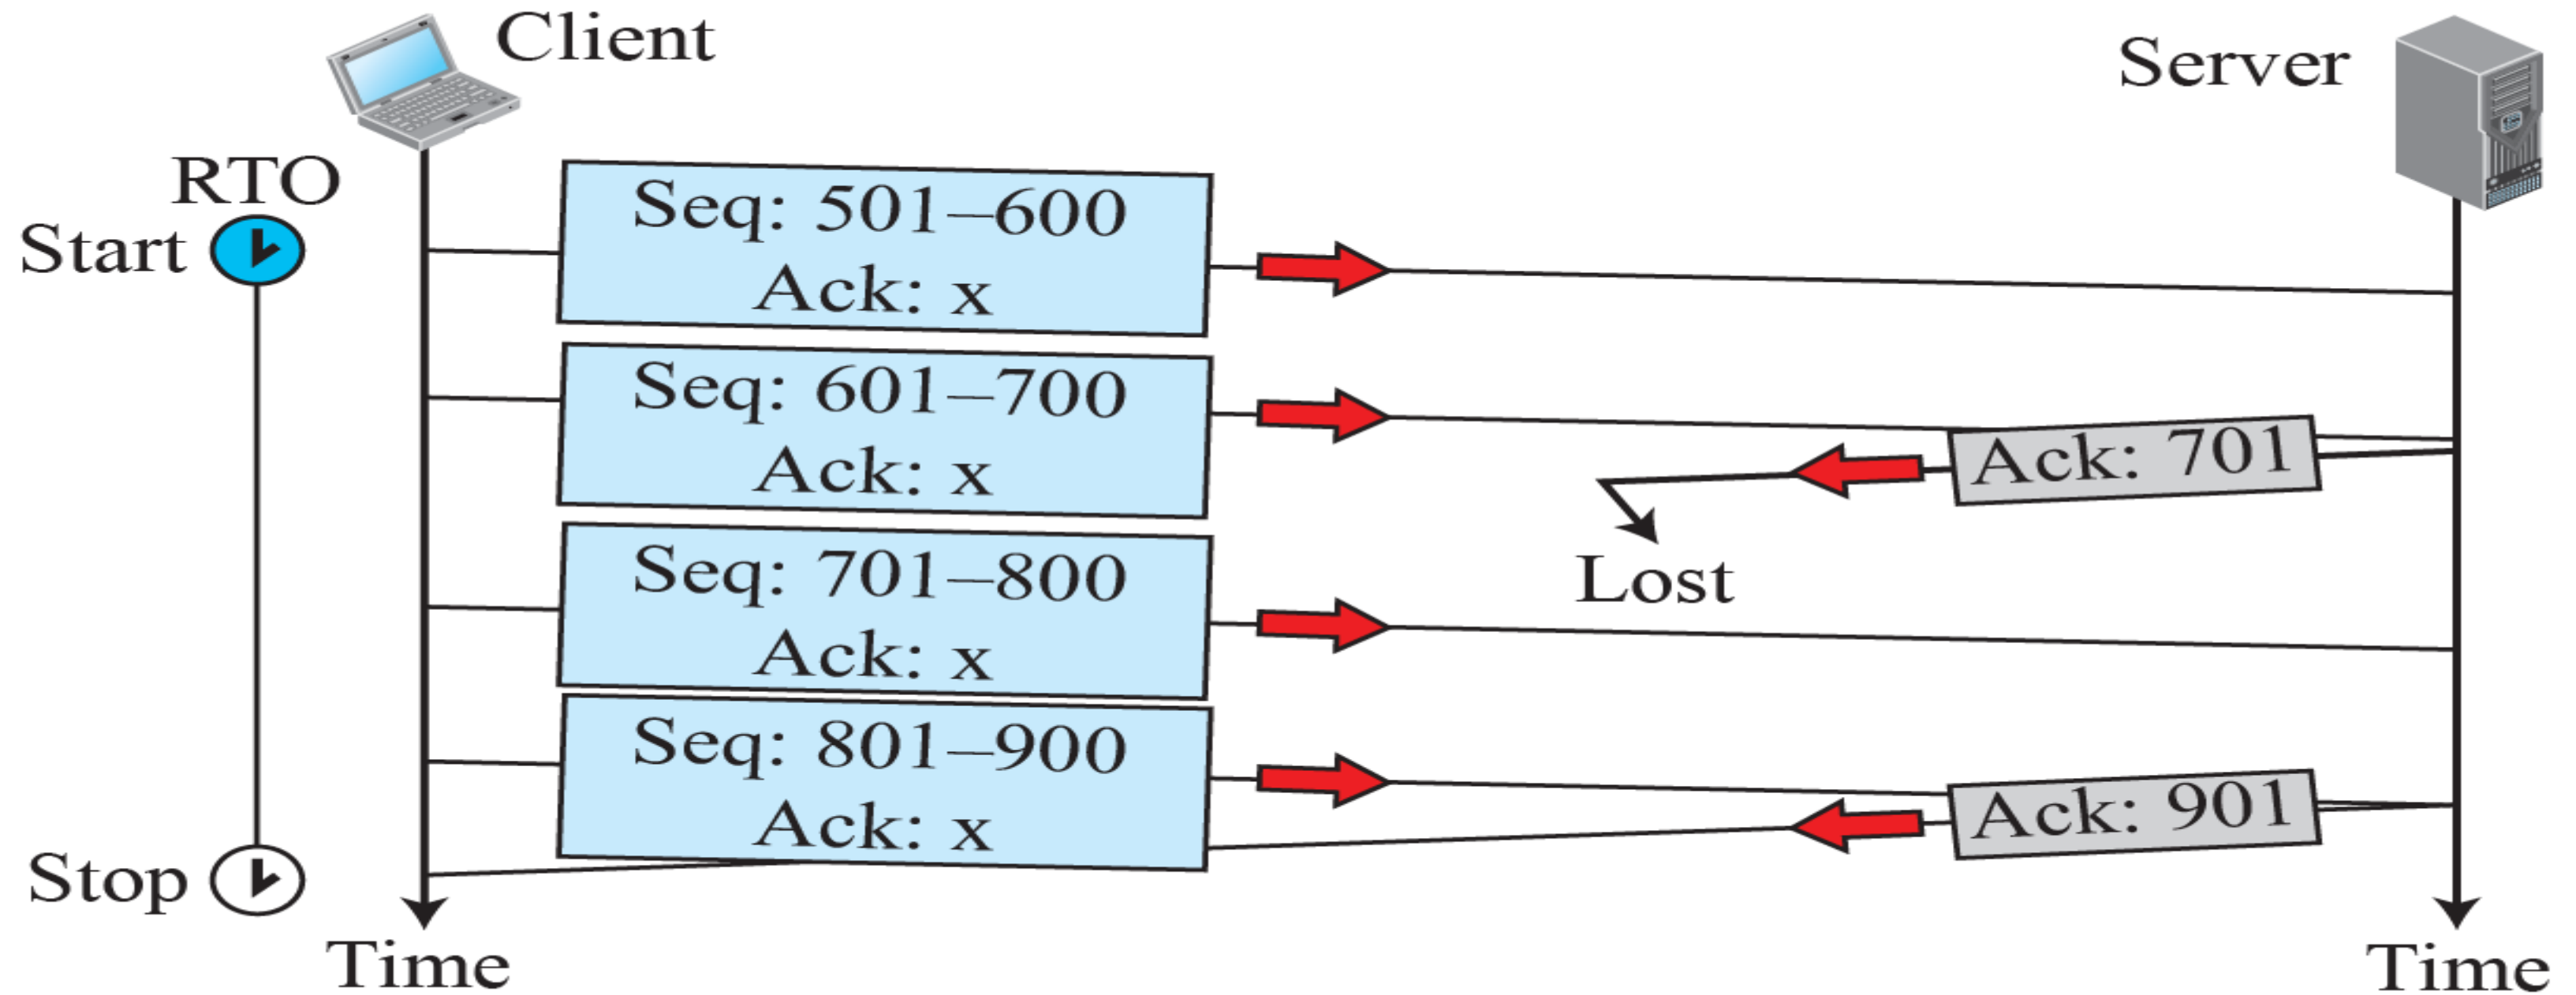 Client
Server
RTO
Start
Seq: 501–600
Ack: x
Seq: 601–700
Ack: x
Ack: 701
Lost
Seq: 701–800
Ack: x
Seq: 801–900
Ack: x
Ack: 901
Stop
Time
Time